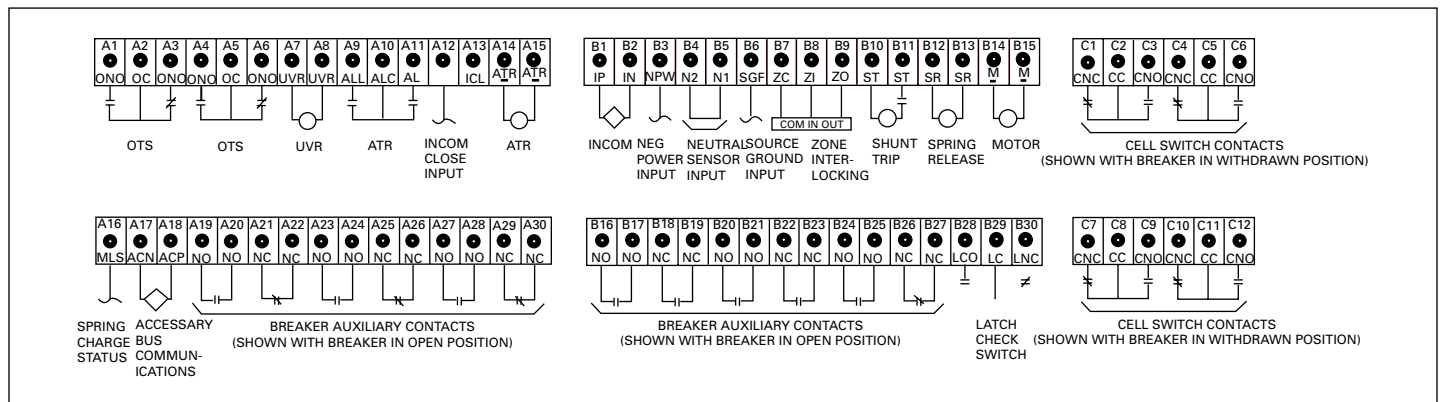 A1 A2 A3 A4 A5 A6 A7 A8 A9 A10 A11 A12 A13 A14 A15
ONO OC ONO ONO OC ONO UVR UVR ALL ALC AL ICL ATR ATR
OTS OTS UVR ATR INCOM CLOSE INPUT ATR
B1 B2 B3 B4 B5 B6 B7 B8 B9 B10 B11 B12 B13 B14 B15
IP IN NPW N2 N1 SGF ZC ZI ZO ST ST SR SR M M
COM IN OUT
INCOM NEG POWER INPUT NEUTRAL SENSOR INPUT SOURCE GROUND INPUT ZONE INTER-LOCKING SHUNT TRIP SPRING RELEASE MOTOR
C1 C2 C3 C4 C5 C6
CNC CC CNO CNC CC CNO
CELL SWITCH CONTACTS
(SHOWN WITH BREAKER IN WITHDRAWN POSITION)
A16 A17 A18 A19 A20 A21 A22 A23 A24 A25 A26 A27 A28 A29 A30
MLS ACN ACP NO NO NC NC NO NO NC NC NO NO NC NC
SPRING CHARGE STATUS
ACCESSARY BUS COMMUN-ICATIONS
BREAKER AUXILIARY CONTACTS
(SHOWN WITH BREAKER IN OPEN POSITION)
B16 B17 B18 B19 B20 B21 B22 B23 B24 B25 B26 B27 B28 B29 B30
NO NO NC NC NO NO NC NC NO NO NC NC LCO LC LNC
BREAKER AUXILIARY CONTACTS
(SHOWN WITH BREAKER IN OPEN POSITION)
LATCH CHECK SWITCH
C7 C8 C9 C10 C11 C12
CNC CC CNO CNC CC CNO
CELL SWITCH CONTACTS
(SHOWN WITH BREAKER IN WITHDRAWN POSITION)